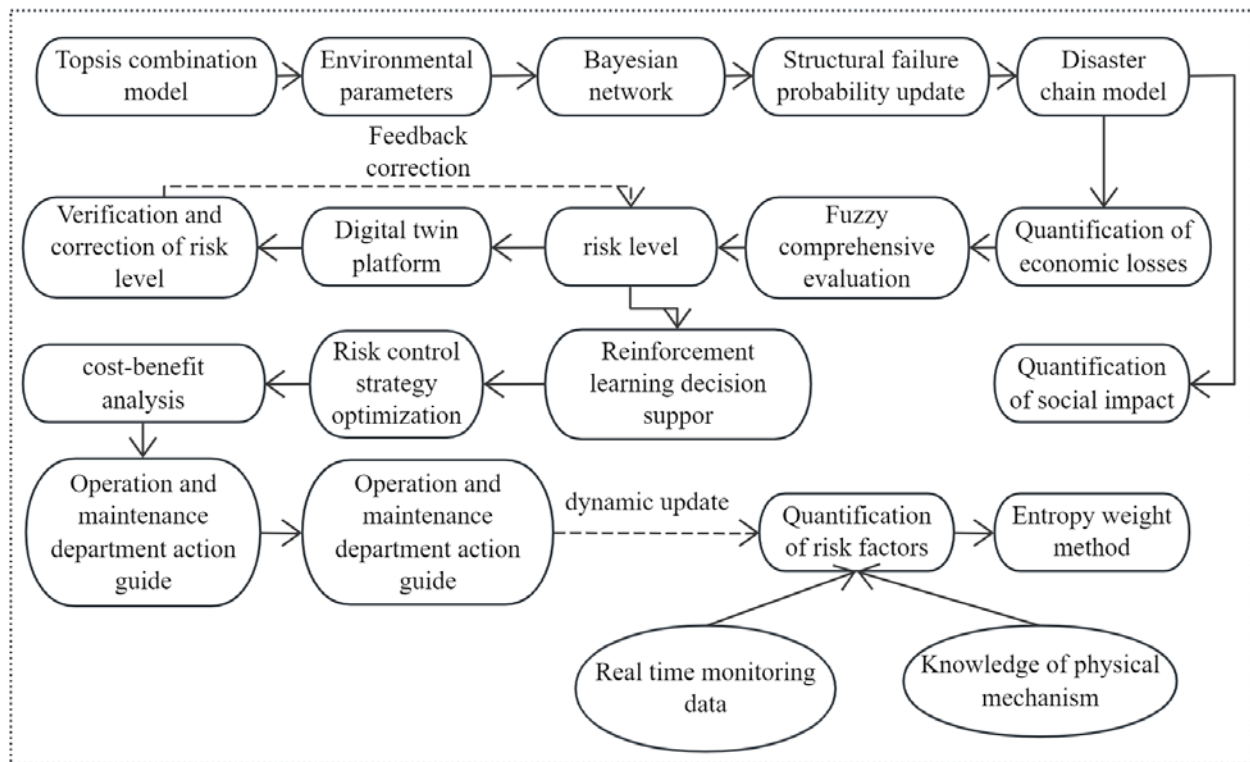 Topsis combination
model
Environmental
parameters
Bayesian
network
Structural failure
probability update
Disaster
chain model
Feedback
correction
Verification and
correction of risk
level
Digital twin
platform
risk level
Fuzzy
comprehensive
evaluation
Quantification of
economic losses
cost-benefit
analysis
Risk control
strategy
optimization
Reinforcement
learning decision
suppor
Quantification
of social impact
Operation and
maintenance
department action
guide
Operation and
maintenance
department action
guide
dynamic update
Quantification
of risk factors
Entropy weight
method
Real time monitoring
data
Knowledge of physical
mechanism